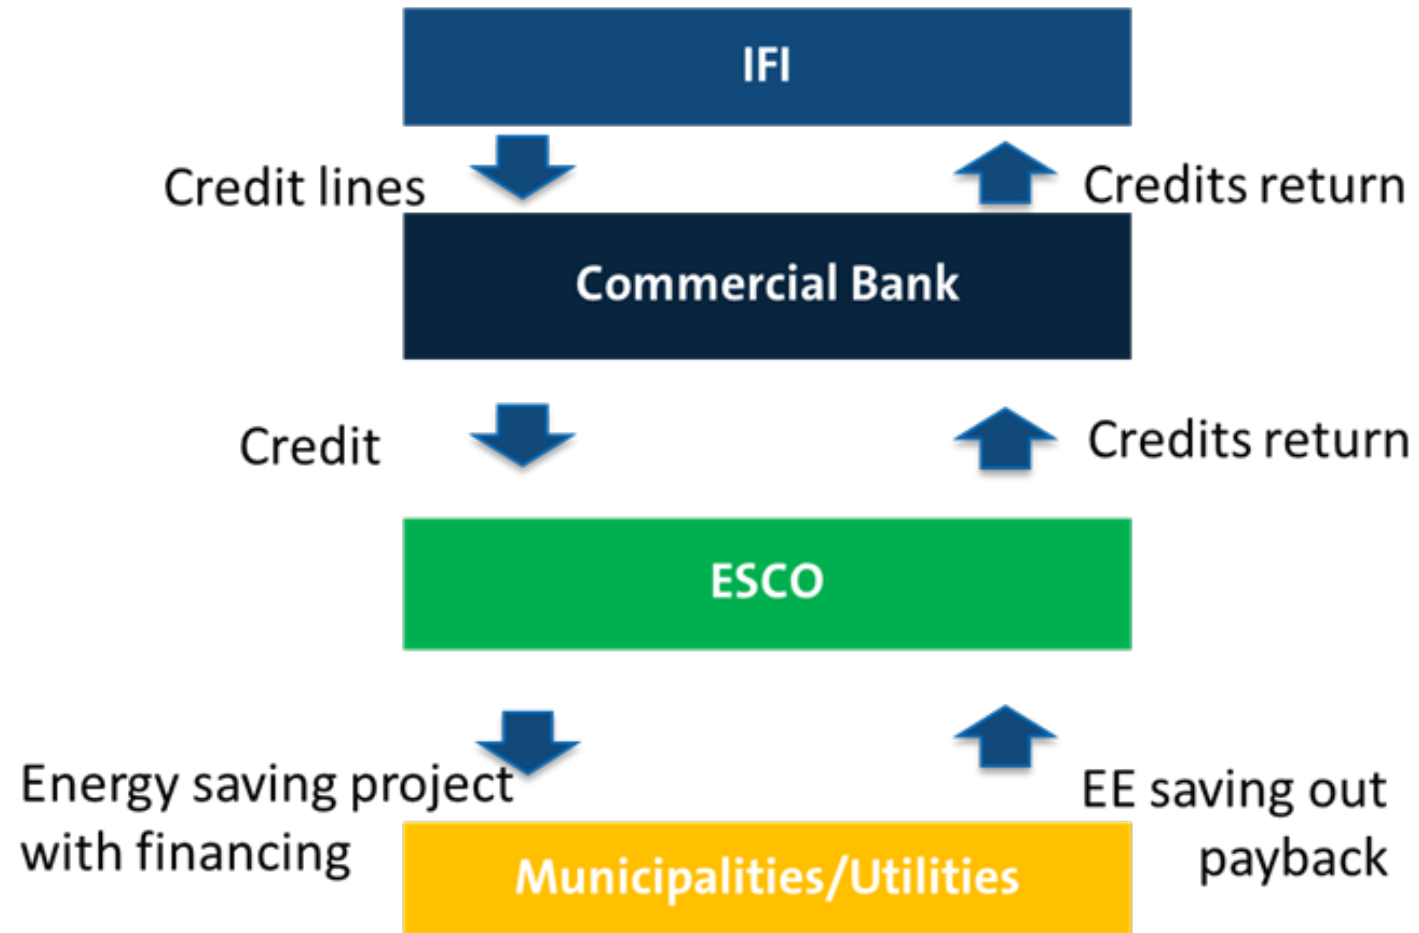 IFI
Credit lines
Credits return
Commercial Bank
Credit
Credits return
ESCO
Energy saving project
with financing
EE saving out
payback
Municipalities/Utilities